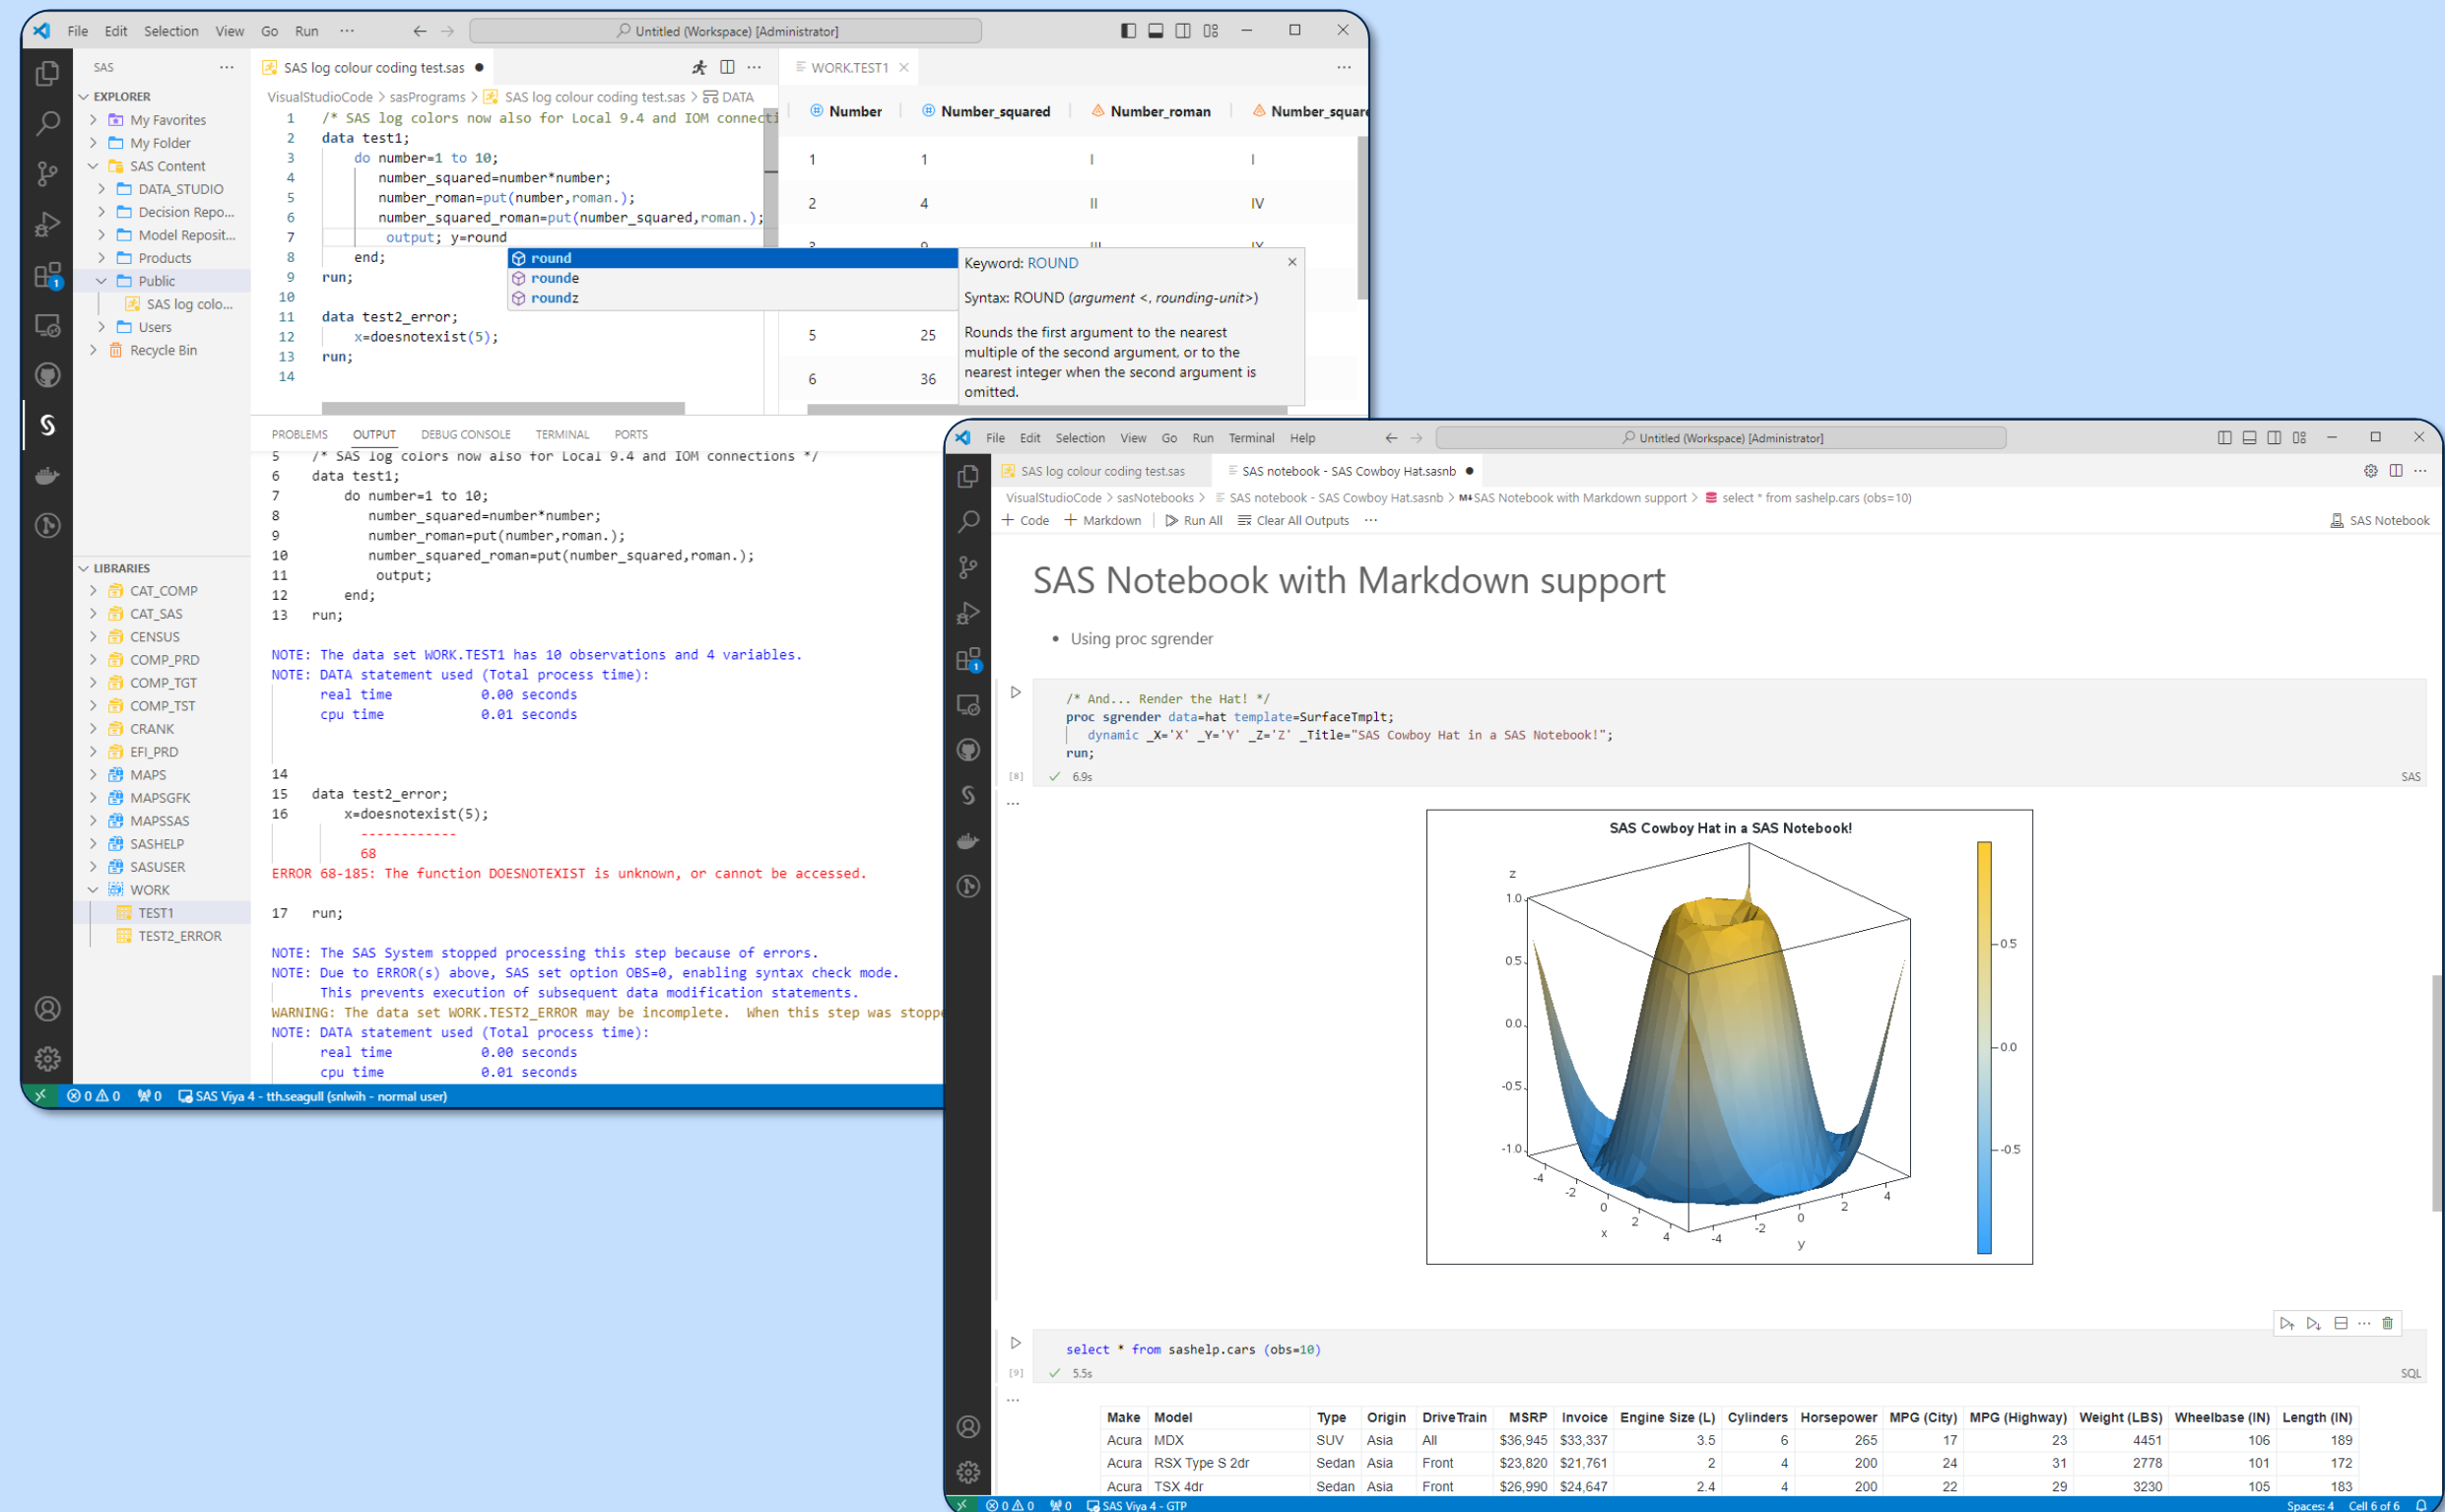 File Edit Selection View Go Run ··· Untitled (Workspace) [Administrator]
SAS ···
EXPLORER
My Favorites
My Folder
SAS Content
DATA_STUDIO
Decision Repo...
Model Reposit...
Products
Public
SAS log colo...
Users
Recycle Bin
LIBRARIES
CAT_COMP
CAT_SAS
CENSUS
COMP_PRD
COMP_TGT
COMP_TST
CRANK
EFI_PRD
MAPS
MAPSGFK
MAPSSAS
SASHELP
SASUSER
WORK
TEST1
TEST2_ERROR
1
SAS log colour coding test.sas
VisualStudioCode > sasPrograms > SAS log colour coding test.sas > DATA
1 /* SAS log colors now also for Local 9.4 and IOM connecti
2 data test1;
3 do number=1 to 10;
4 number_squared=number*number;
5 number_roman=put(number,roman.);
6 number_squared_roman=put(number_squared,roman.);
7 output; y=round
8 end;
9 run;
10
11 data test2_error;
12 x=doesnotexist(5);
13 run;
14
round
rounde
roundz
Keyword: ROUND
Syntax: ROUND (argument <, rounding-unit>)
Rounds the first argument to the nearest
multiple of the second argument, or to the
nearest integer when the second argument is
omitted.
WORK.TEST1
Number Number_squared Number_roman Number_square
1 1 I I
2 4 II IV
5 25
6 36
PROBLEMS OUTPUT DEBUG CONSOLE TERMINAL PORTS
5 /* SAS log colors now also for Local 9.4 and IOM connections */
6 data test1;
7 do number=1 to 10;
8 number_squared=number*number;
9 number_roman=put(number,roman.);
10 number_squared_roman=put(number_squared,roman.);
11 output;
12 end;
13 run;
NOTE: The data set WORK.TEST1 has 10 observations and 4 variables.
NOTE: DATA statement used (Total process time):
real time 0.00 seconds
cpu time 0.01 seconds
14
15 data test2_error;
16 x=doesnotexist(5);
------------
68
ERROR 68-185: The function DOESNOTEXIST is unknown, or cannot be accessed.
17 run;
NOTE: The SAS System stopped processing this step because of errors.
NOTE: Due to ERROR(s) above, SAS set option OBS=0, enabling syntax check mode.
This prevents execution of subsequent data modification statements.
WARNING: The data set WORK.TEST2_ERROR may be incomplete. When this step was stoppe
NOTE: DATA statement used (Total process time):
real time 0.00 seconds
cpu time 0.01 seconds
0 0 0 SAS Viya 4 - tth.seagull (snlwih - normal user)
File Edit Selection View Go Run Terminal Help Untitled (Workspace) [Administrator]
SAS log colour coding test.sas SAS notebook - SAS Cowboy Hat.sasnb
VisualStudioCode > sasNotebooks > SAS notebook - SAS Cowboy Hat.sasnb > M↓SAS Notebook with Markdown support > select * from sashelp.cars (obs=10)
+ Code + Markdown Run All Clear All Outputs ··· SAS Notebook
1
SAS Notebook with Markdown support
• Using proc sgrender
/* And... Render the Hat! */
proc sgrender data=hat template=SurfaceTmplt;
dynamic _X='X' _Y='Y' _Z='Z' _Title="SAS Cowboy Hat in a SAS Notebook!";
run;
[8] 6.9s SAS
SAS Cowboy Hat in a SAS Notebook!
z
1.0
0.5
0.0
-0.5
-1.0
-4 -2 0 2 4
x
-4 -2 0 2 4
y
0.5
0.0
-0.5
select * from sashelp.cars (obs=10)
[9] 5.5s SQL
Make Model Type Origin DriveTrain MSRP Invoice Engine Size (L) Cylinders Horsepower MPG (City) MPG (Highway) Weight (LBS) Wheelbase (IN) Length (IN)
Acura MDX SUV Asia All $36,945 $33,337 3.5 6 265 17 23 4451 106 189
Acura RSX Type S 2dr Sedan Asia Front $23,820 $21,761 2 4 200 24 31 2778 101 172
Acura TSX 4dr Sedan Asia Front $26,990 $24,647 2.4 4 200 22 29 3230 105 183
0 0 0 SAS Viya 4 - GTP Spaces: 4 Cell 6 of 6